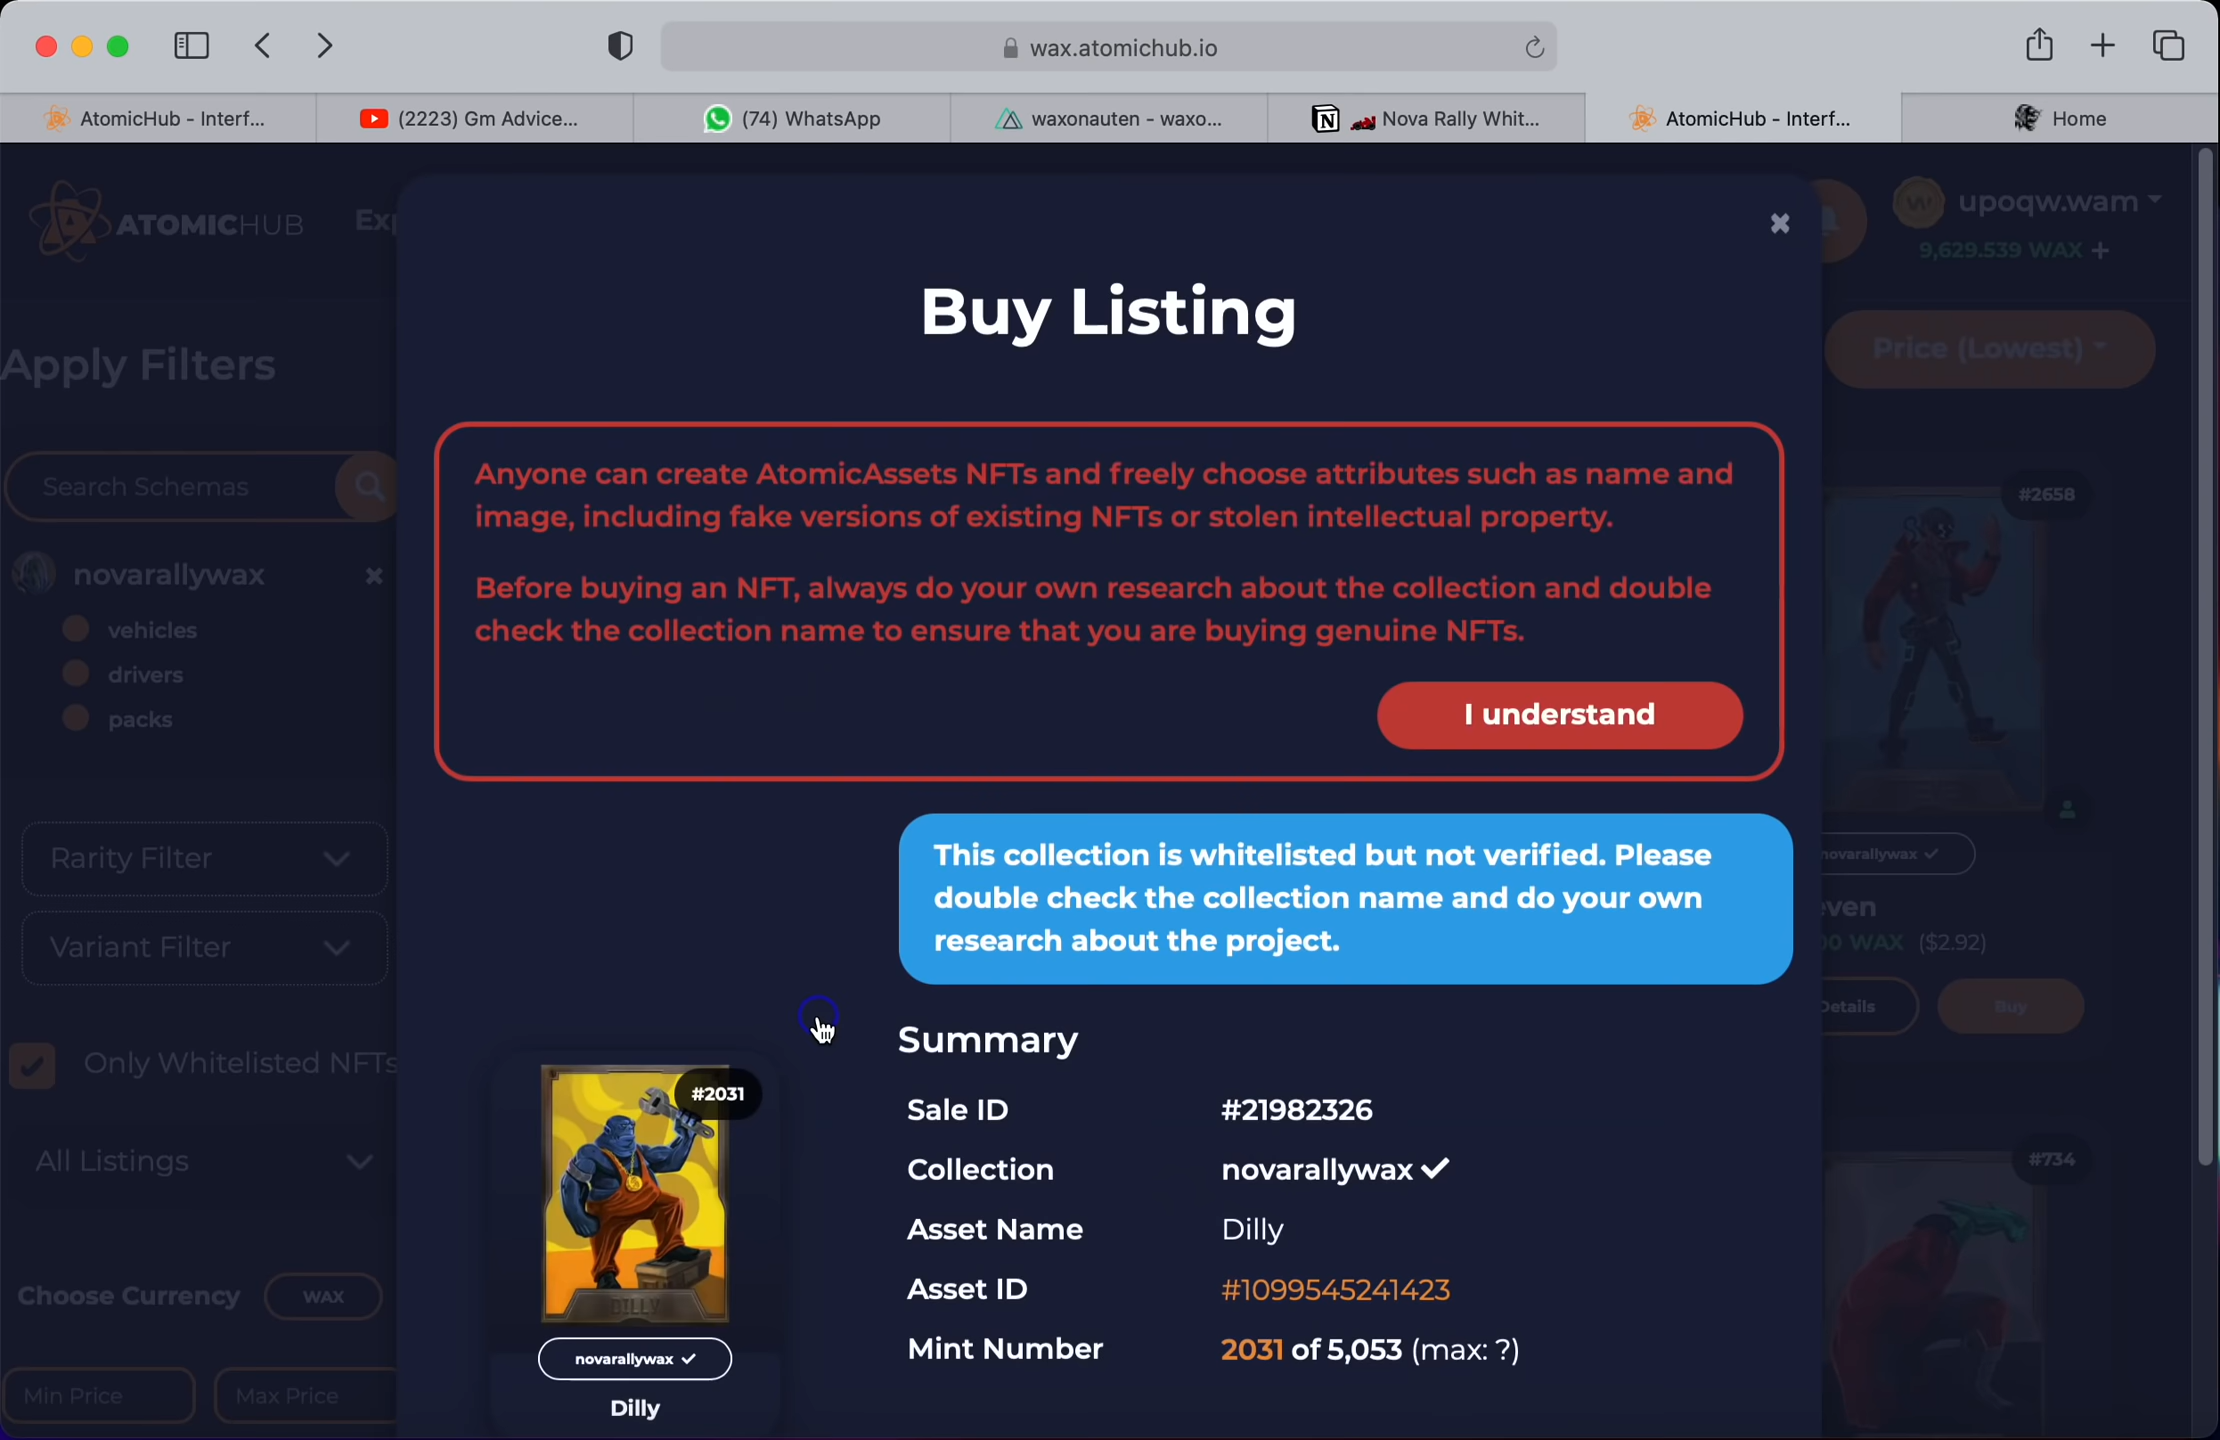 wax.atomichub.io
AtomicHub - Interf...
(2223) Gm Advice...
(74) WhatsApp
waxonauten - waxo...
Nova Rally Whit...
AtomicHub - Interf...
Home
ATOMICHUB
Exp
upoqw.wam
9,629.539 WAX +
Buy Listing
Apply Filters
Price (Lowest)
Anyone can create AtomicAssets NFTs and freely choose attributes such as name and
image, including fake versions of existing NFTs or stolen intellectual property.
Search Schemas
#2658
novarallywax
Before buying an NFT, always do your own research about the collection and double
check the collection name to ensure that you are buying genuine NFTs.
vehicles
drivers
packs
I understand
Rarity Filter
This collection is whitelisted but not verified. Please
double check the collection name and do your own
research about the project.
novarallywax
even
00 WAX ($2.92)
Variant Filter
Details
Buy
Only Whitelisted NFTs
Summary
#2031
Sale ID #21982326
All Listings
Collection novarallywax
#734
Asset Name Dilly
Choose Currency
WAX
Asset ID #1099545241423
DILLY
Mint Number 2031 of 5,053 (max: ?)
novarallywax
Min Price
Max Price
Dilly